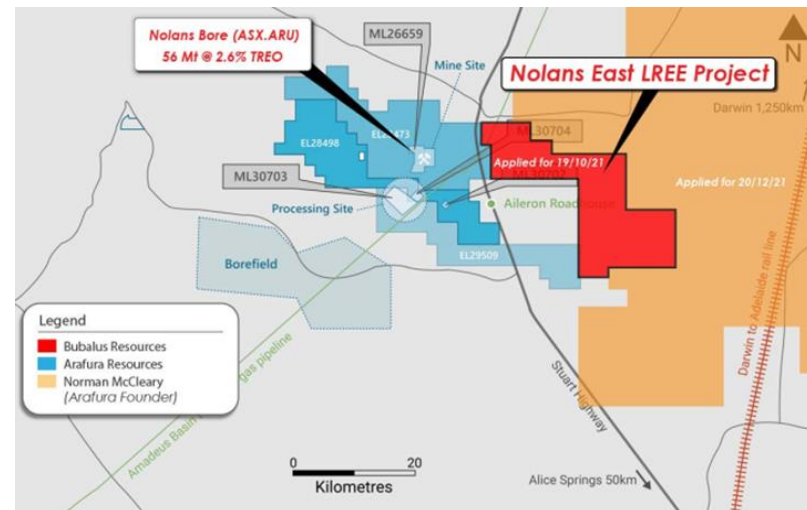 Nolans Bore (ASX.ARU)
56 Mt @ 2.6% TREO
ML26659
Mine Site
Nolans East LREE Project
N
Darwin 1,250km
EL28498
ML30704
Applied for 19/10/21
Applied for 20/12/21
ML30703
ML30702
Processing Site
Aileron Roadhouse
EL29509
Borefield
Legend
Bubalus Resources
Arafura Resources
Norman McCleary
(Arafura Founder)
Amadeus Basin
gas pipeline
Stuart Highway
Darwin to Adelaide rail line
0
20
Kilometres
Alice Springs 50km